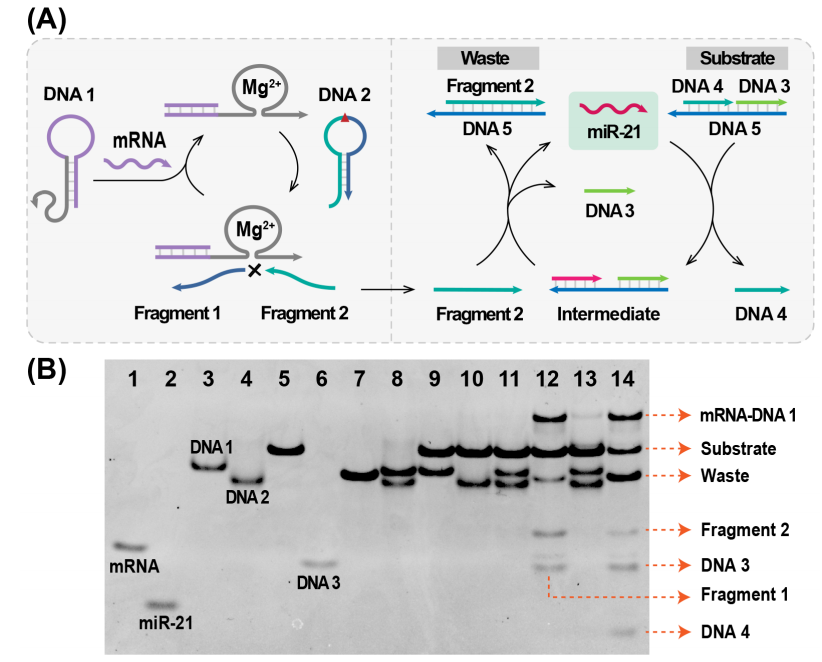 (A)
DNA 1
mRNA
Mg2+
DNA 2
Mg2+
Fragment 1
Fragment 2
Waste
Fragment 2
DNA 5
miR-21
Substrate
DNA 4 DNA 3
DNA 5
DNA 3
Fragment 2
Intermediate
DNA 4
(B)
1 2 3 4 5 6 7 8 9 10 11 12 13 14
mRNA-DNA 1
DNA 1
Substrate
Waste
DNA 2
Fragment 2
mRNA
DNA 3
DNA 3
Fragment 1
miR-21
DNA 4